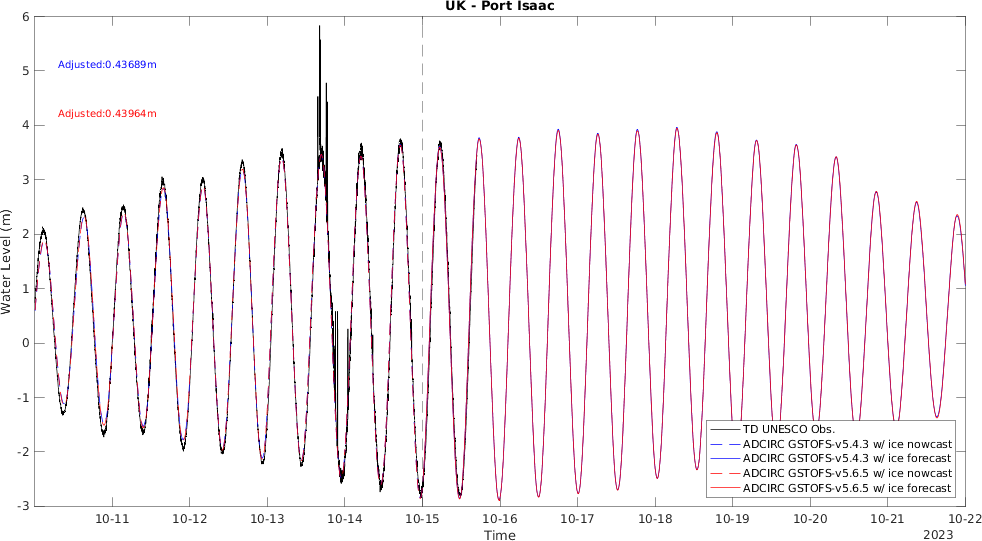 UK - Port Isaac
6
5
4
3
2
1
0
-1
-2
-3
Water Level (m)
Adjusted:0.43689m
Adjusted:0.43964m
TD UNESCO Obs.
ADCIRC GSTOFS-v5.4.3 w/ ice nowcast
ADCIRC GSTOFS-v5.4.3 w/ ice forecast
ADCIRC GSTOFS-v5.6.5 w/ ice nowcast
ADCIRC GSTOFS-v5.6.5 w/ ice forecast
10-11 10-12 10-13 10-14 10-15 10-16 10-17 10-18 10-19 10-20 10-21 10-22
Time
2023